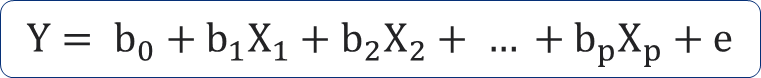 Y = b₀ + b₁X₁ + b₂X₂ + ... + bₚXₚ + e